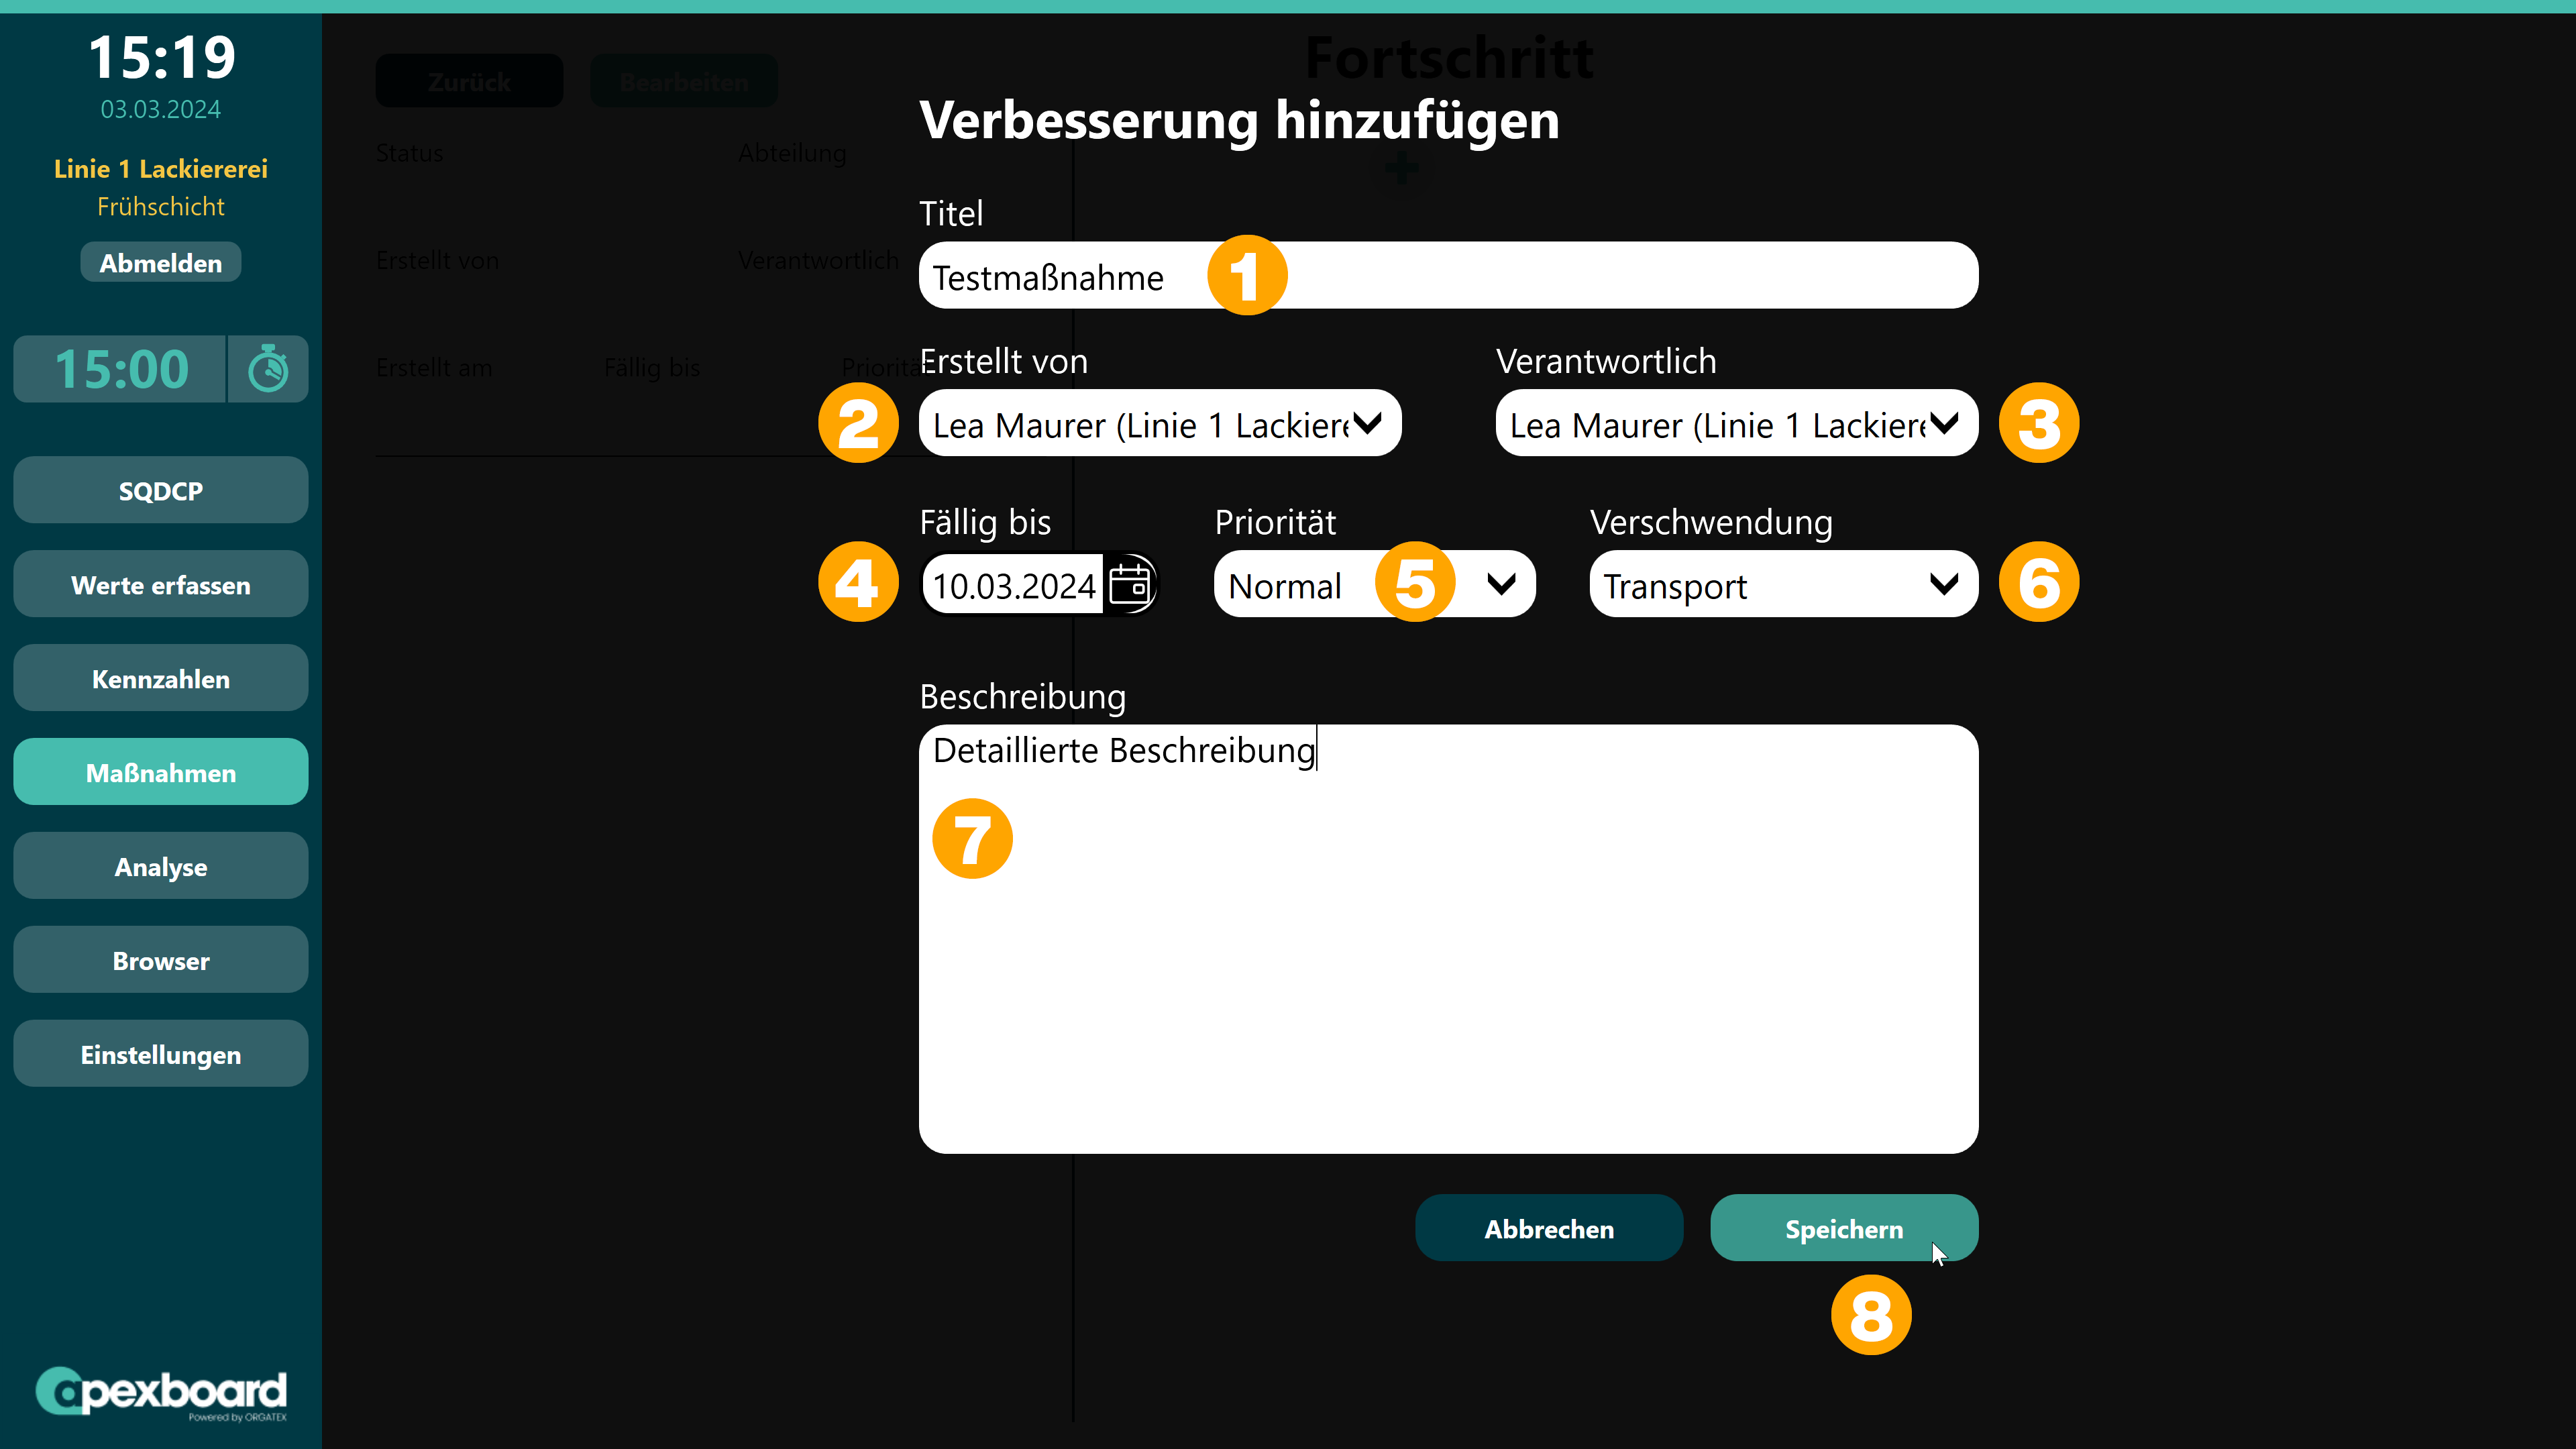 15:19
03.03.2024
Linie 1 Lackiererei
Frühschicht
Abmelden
15:00
SQDCP
Werte erfassen
Kennzahlen
Maßnahmen
Analyse
Browser
Einstellungen
apexboard
Powered by ORGATEX
Zurück
Bearbeiten
Fortschritt
Status
Abteilung
Erstellt von
Verantwortlich
Erstellt am
Fällig bis
Verbesserung hinzufügen
Titel
Testmaßnahme
1
Erstellt von
Verantwortlich
2
Lea Maurer (Linie 1 Lackiere
Lea Maurer (Linie 1 Lackiere
3
Fällig bis
Priorität
Verschwendung
4
10.03.2024
Normal
5
Transport
6
Beschreibung
Detaillierte Beschreibung
7
Abbrechen
Speichern
8